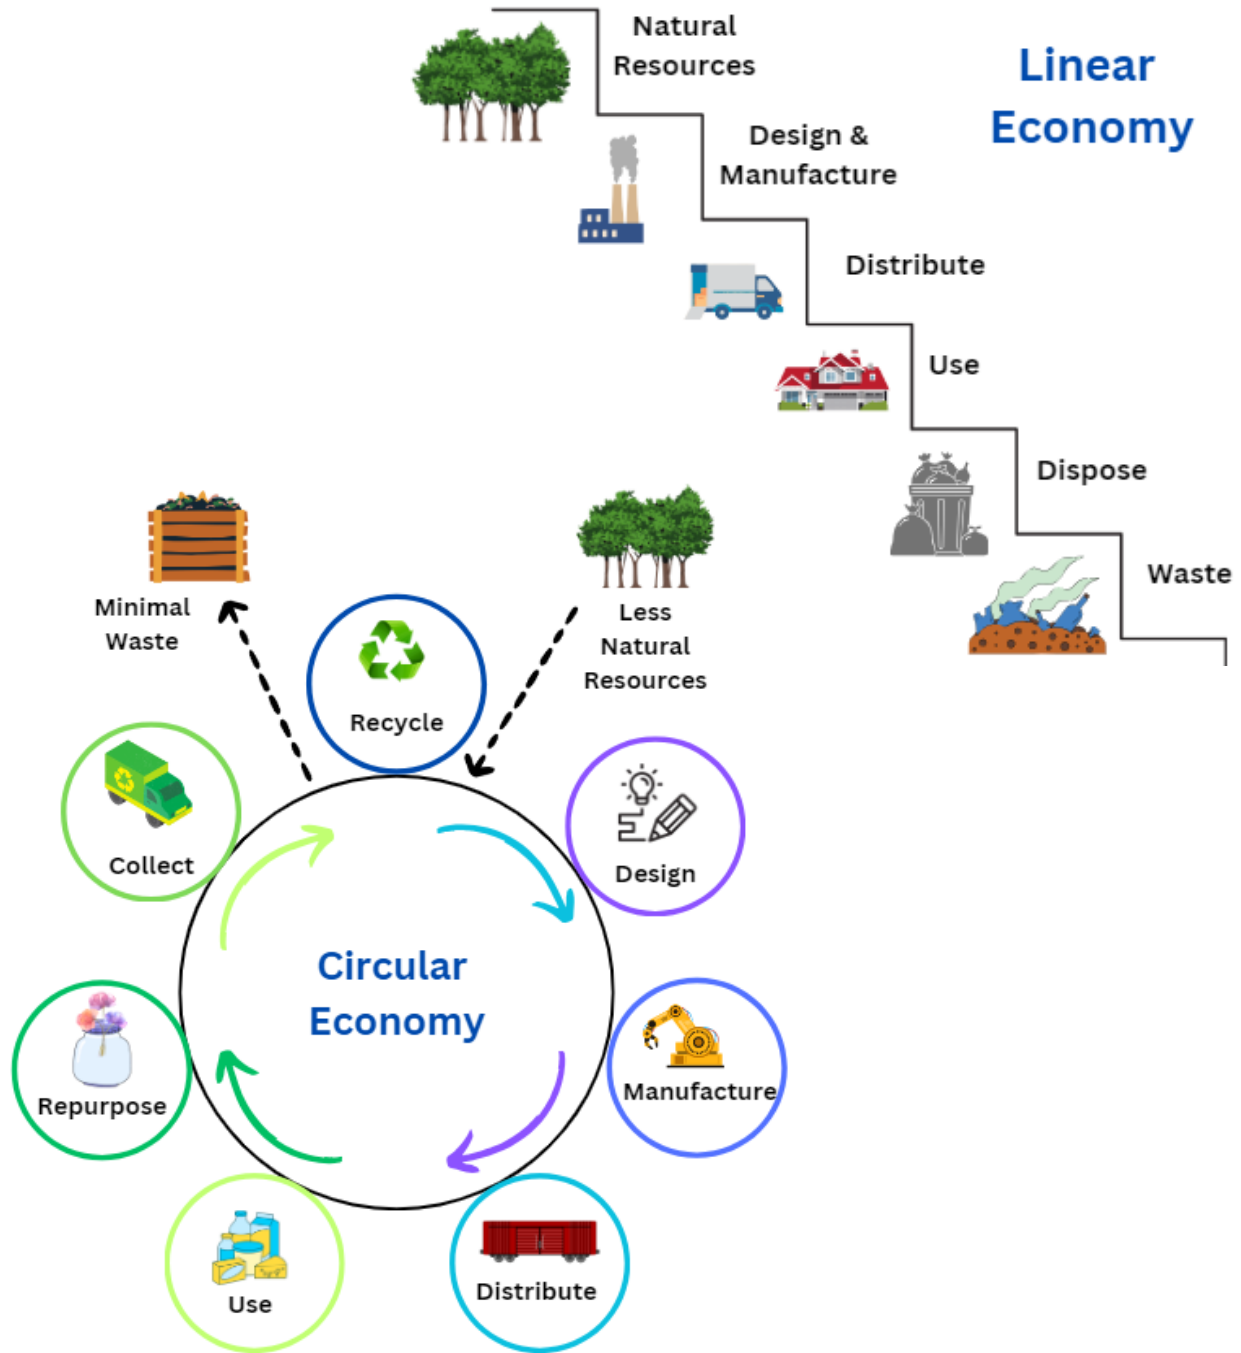 Natural
Resources
Linear
Economy
Design &
Manufacture
Distribute
Use
Dispose
Waste
Minimal
Waste
Less
Natural
Resources
Recycle
Collect
Design
Circular
Economy
Repurpose
Manufacture
Use
Distribute